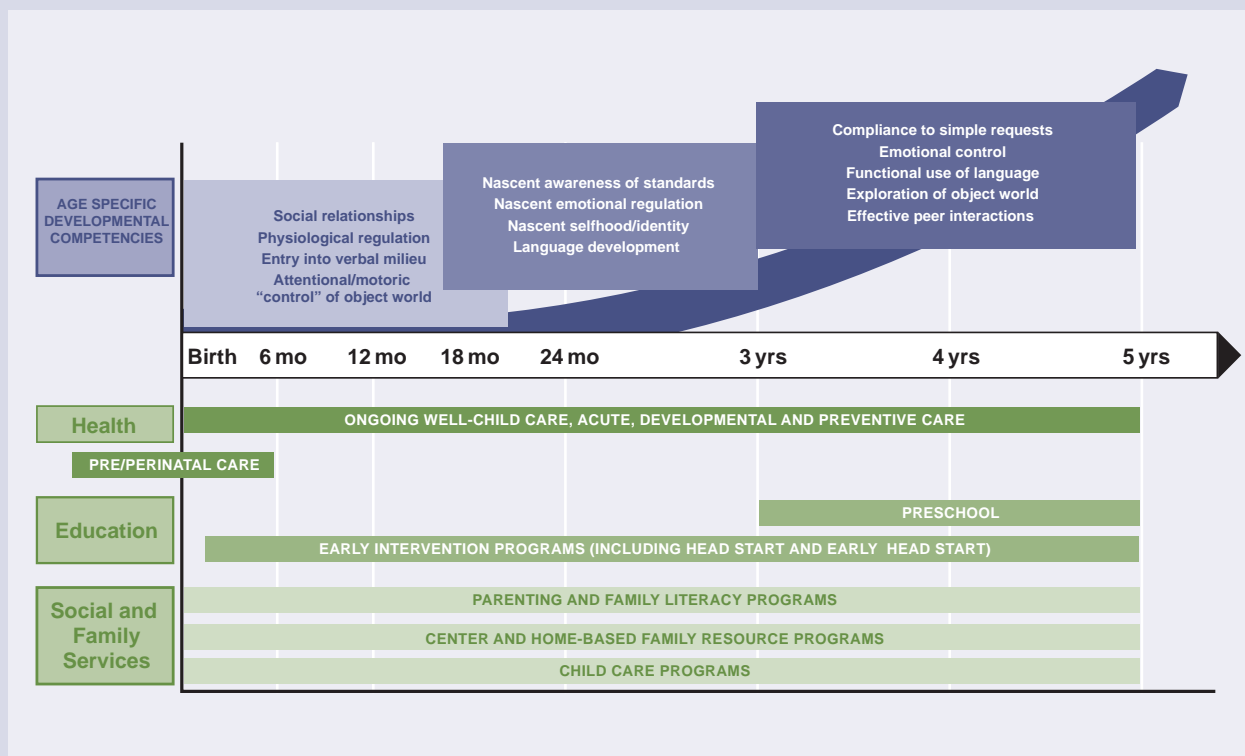 AGE SPECIFIC
DEVELOPMENTAL
COMPETENCIES
Social relationships
Physiological regulation
Entry into verbal milieu
Attentional/motoric
“control” of object world
Nascent awareness of standards
Nascent emotional regulation
Nascent selfhood/identity
Language development
Compliance to simple requests
Emotional control
Functional use of language
Exploration of object world
Effective peer interactions
Birth 6 mo 12 mo 18 mo 24 mo 3 yrs 4 yrs 5 yrs
Health
ONGOING WELL-CHILD CARE, ACUTE, DEVELOPMENTAL AND PREVENTIVE CARE
PRE/PERINATAL CARE
Education
PRESCHOOL
EARLY INTERVENTION PROGRAMS (INCLUDING HEAD START AND EARLY HEAD START)
Social and
Family
Services
PARENTING AND FAMILY LITERACY PROGRAMS
CENTER AND HOME-BASED FAMILY RESOURCE PROGRAMS
CHILD CARE PROGRAMS